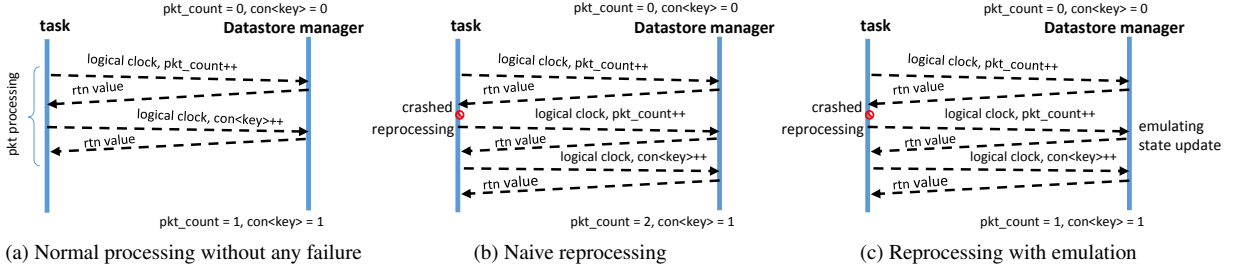 pkt_count = 0, con<key> = 0
task
Datastore manager
logical clock, pkt_count++
rtn value
logical clock, con<key>++
rtn value
pkt processing
pkt_count = 1, con<key> = 1
(a) Normal processing without any failure
pkt_count = 0, con<key> = 0
task
Datastore manager
logical clock, pkt_count++
rtn value
crashed
reprocessing
logical clock, pkt_count++
rtn value
logical clock, con<key>++
rtn value
pkt_count = 2, con<key> = 1
(b) Naive reprocessing
pkt_count = 0, con<key> = 0
task
Datastore manager
logical clock, pkt_count++
rtn value
crashed
reprocessing
logical clock, pkt_count++
rtn value
emulating
state update
logical clock, con<key>++
rtn value
pkt_count = 1, con<key> = 1
(c) Reprocessing with emulation